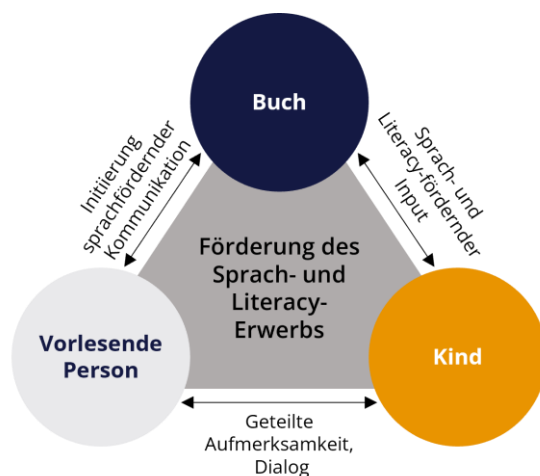 Buch
Initiierung
sprachfördernder
Kommunikation
Sprach- und
Literacy-fördernder
Input
Förderung des
Sprach- und
Literacy-
Erwerbs
Vorlesende
Person
Kind
Geteilte
Aufmerksamkeit,
Dialog